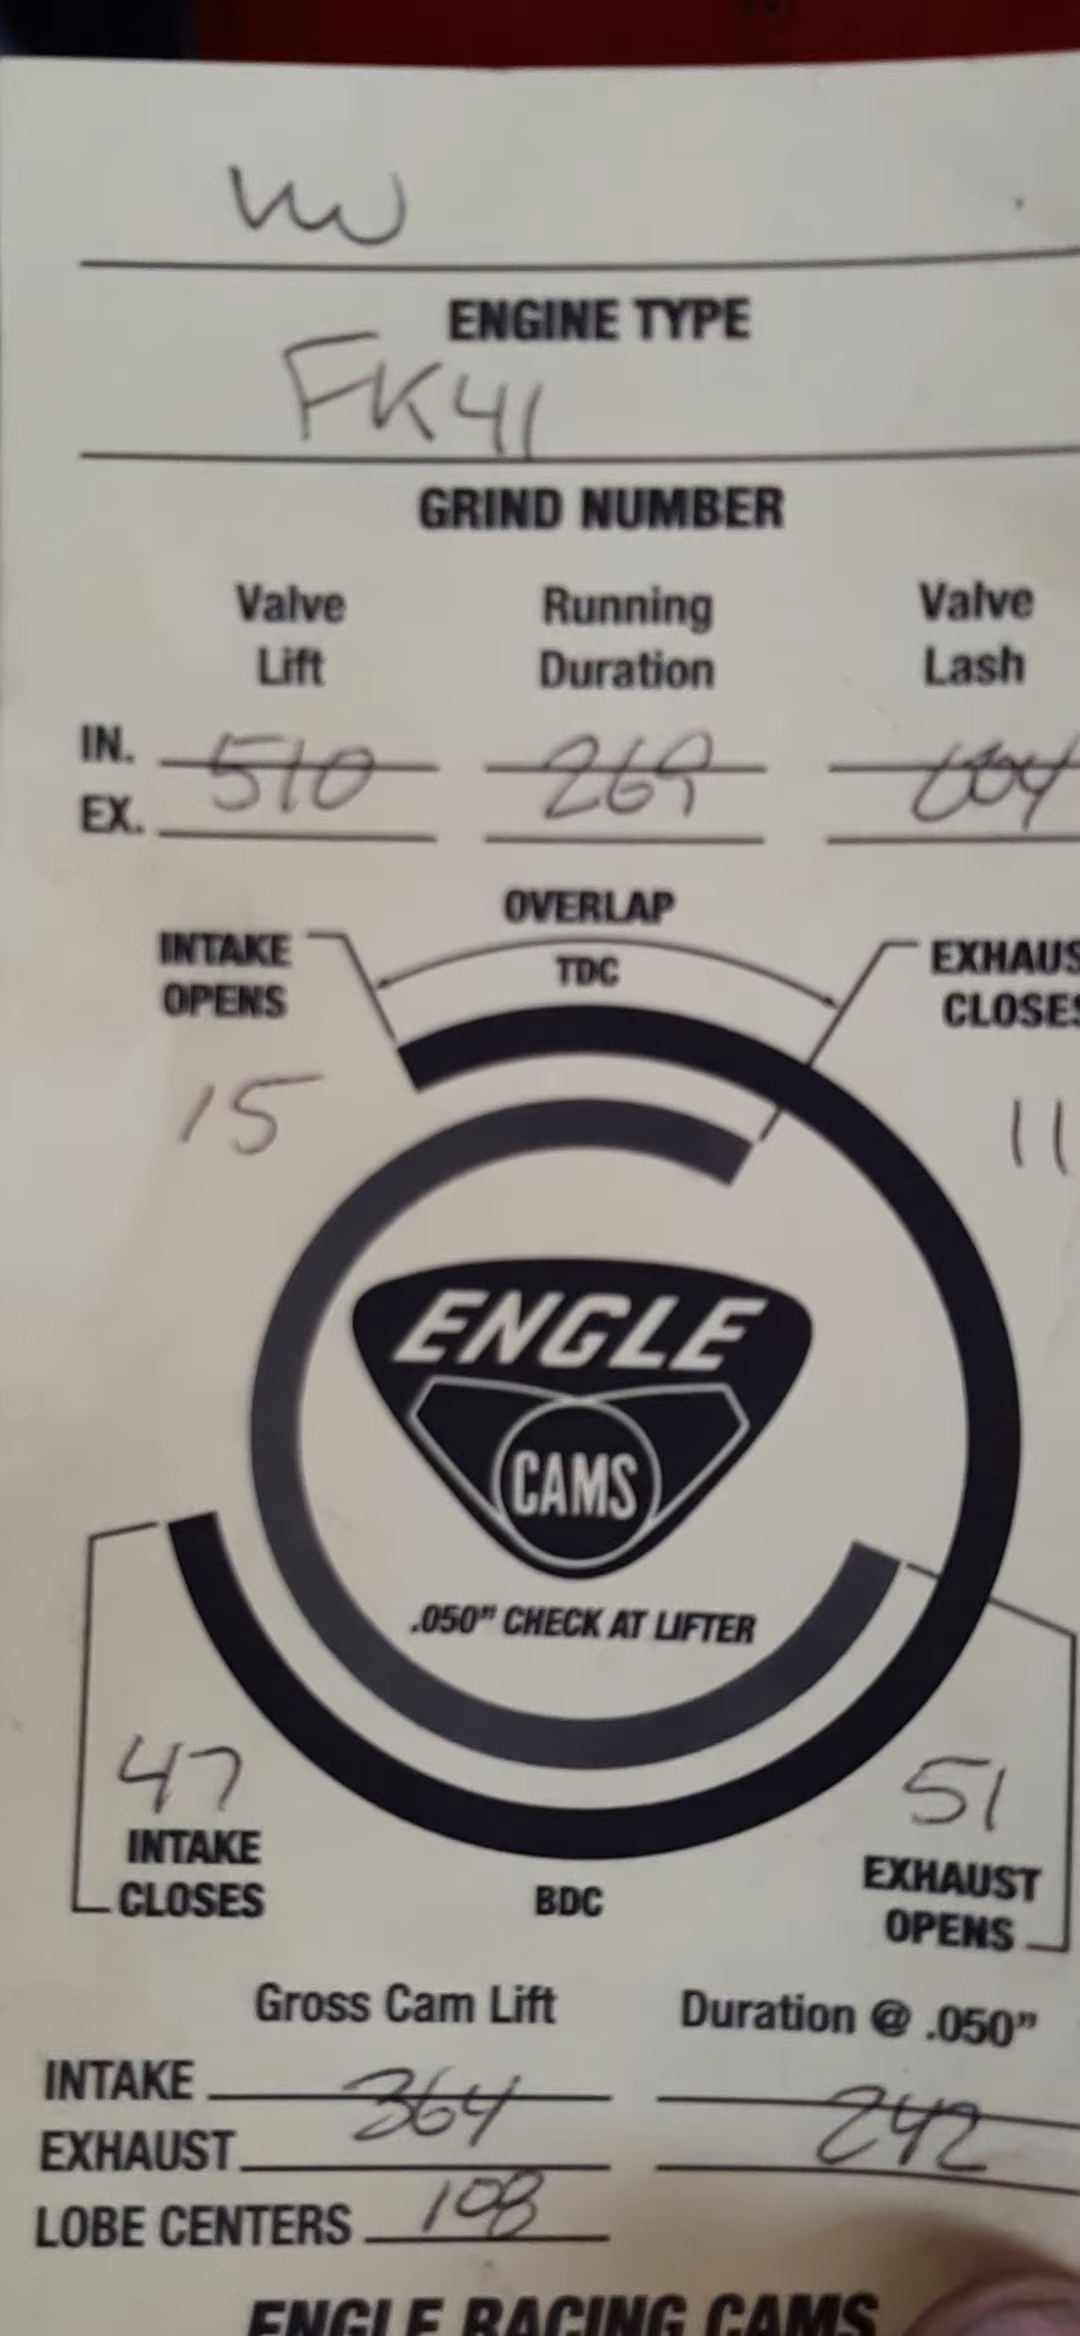 VW
ENGINE TYPE
FK41
GRIND NUMBER
Valve Lift
Running Duration
Valve Lash
IN.
EX.
510
269
004
OVERLAP
TDC
INTAKE OPENS
EXHAUS
CLOSES
15
11
ENGLE
CAMS
.050" CHECK AT LIFTER
47
INTAKE CLOSES
BDC
51
EXHAUST OPENS
Gross Cam Lift
Duration @ .050"
INTAKE
EXHAUST
364
242
LOBE CENTERS 108
ENGLE RACING CAMS